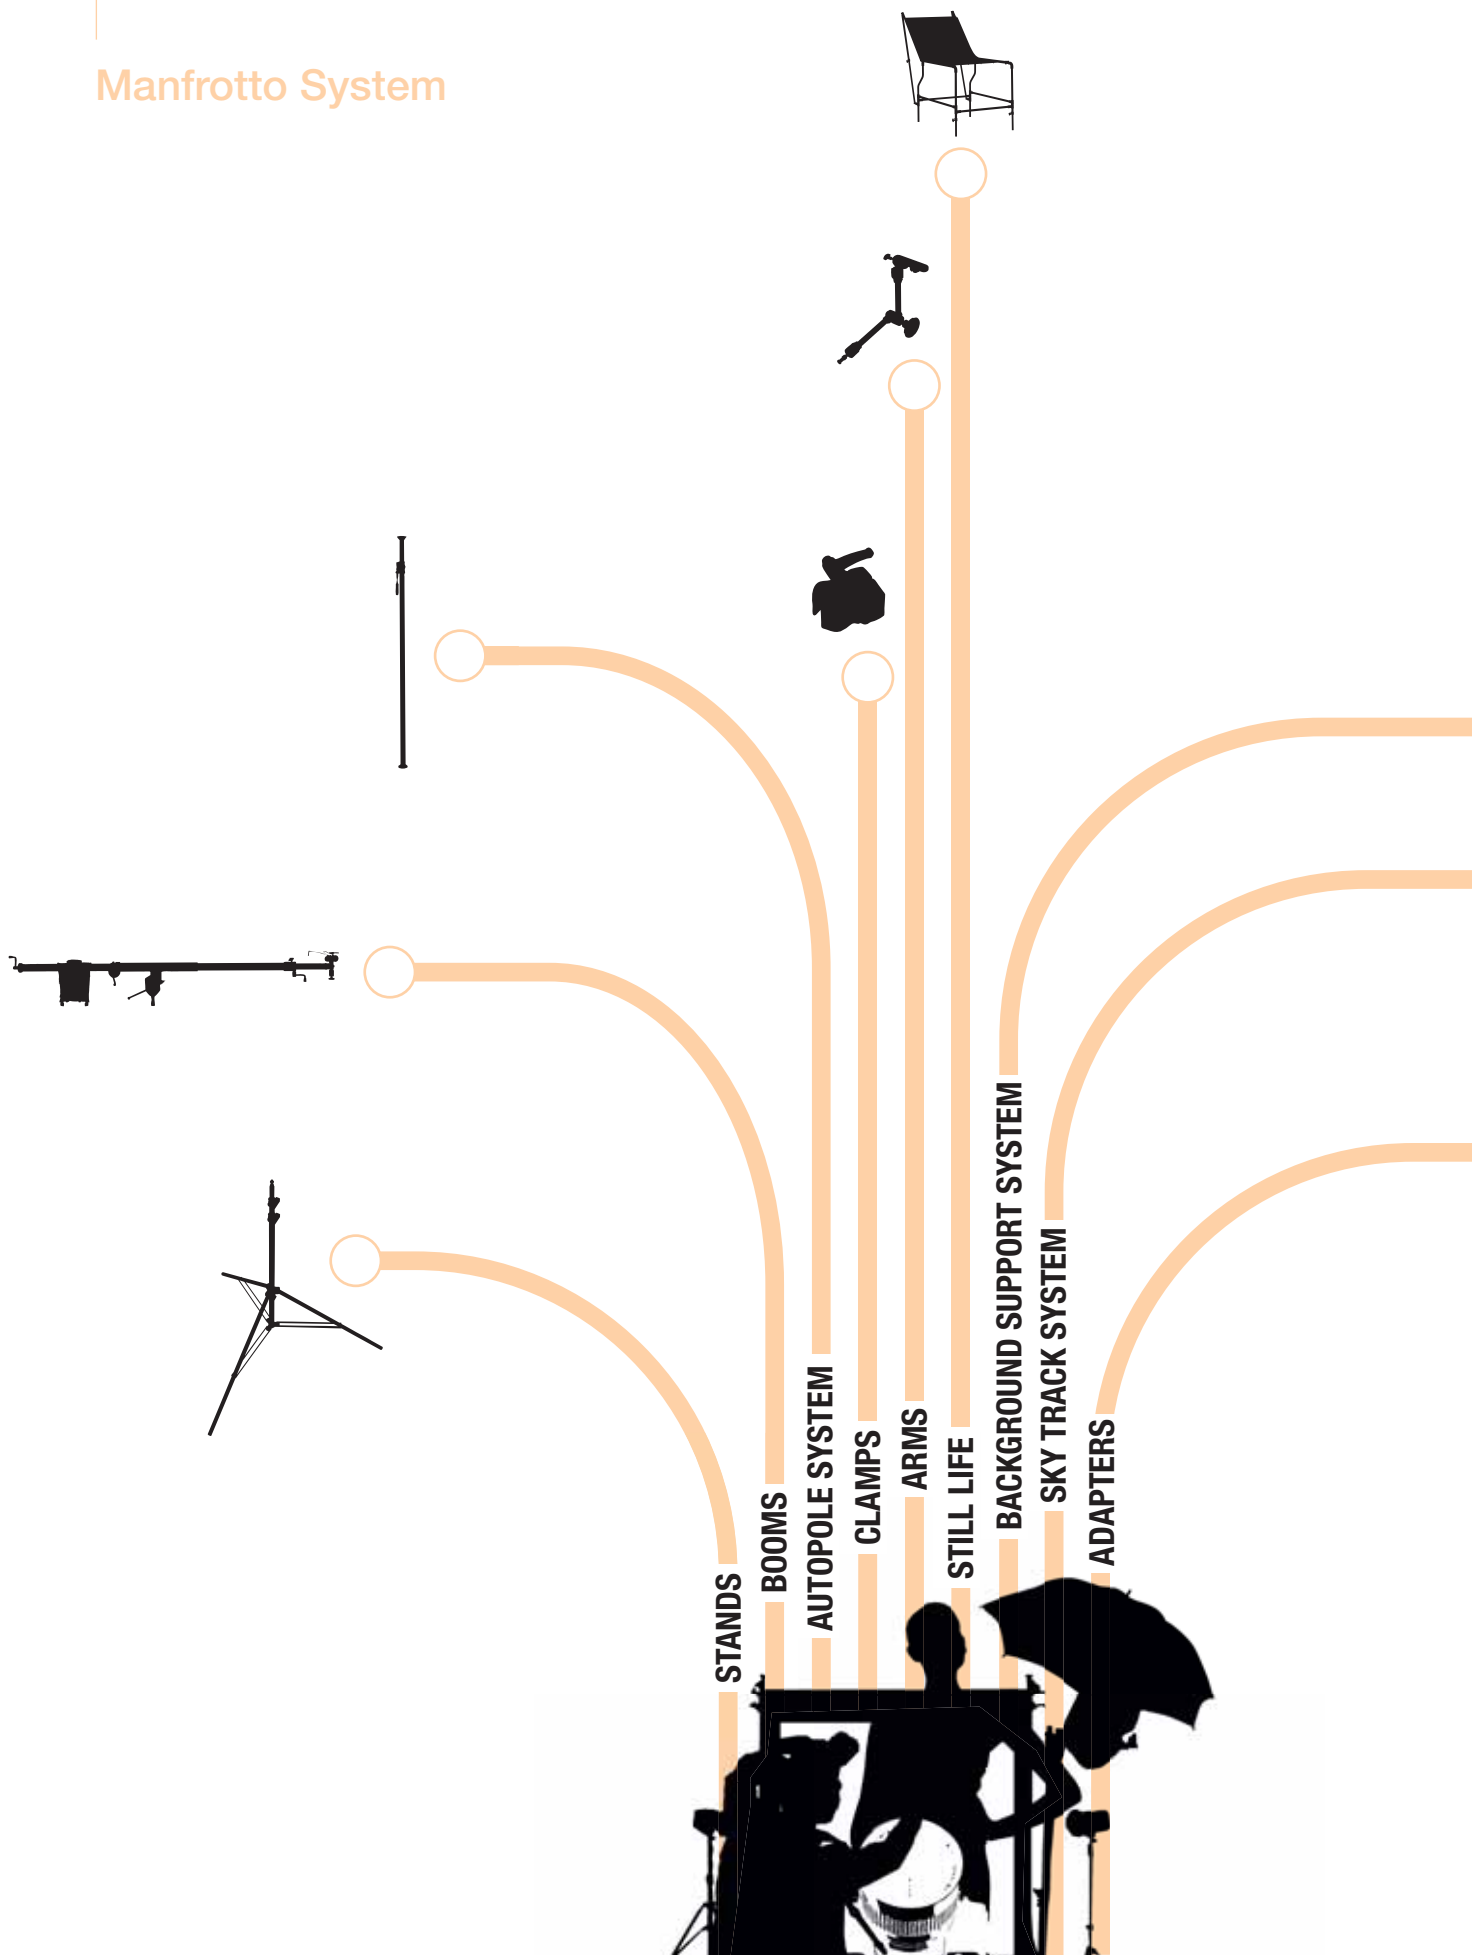 Manfrotto System
STANDS
BOOMS
AUTOPOLE SYSTEM
CLAMPS
ARMS
STILL LIFE
BACKGROUND SUPPORT SYSTEM
SKY TRACK SYSTEM
ADAPTERS